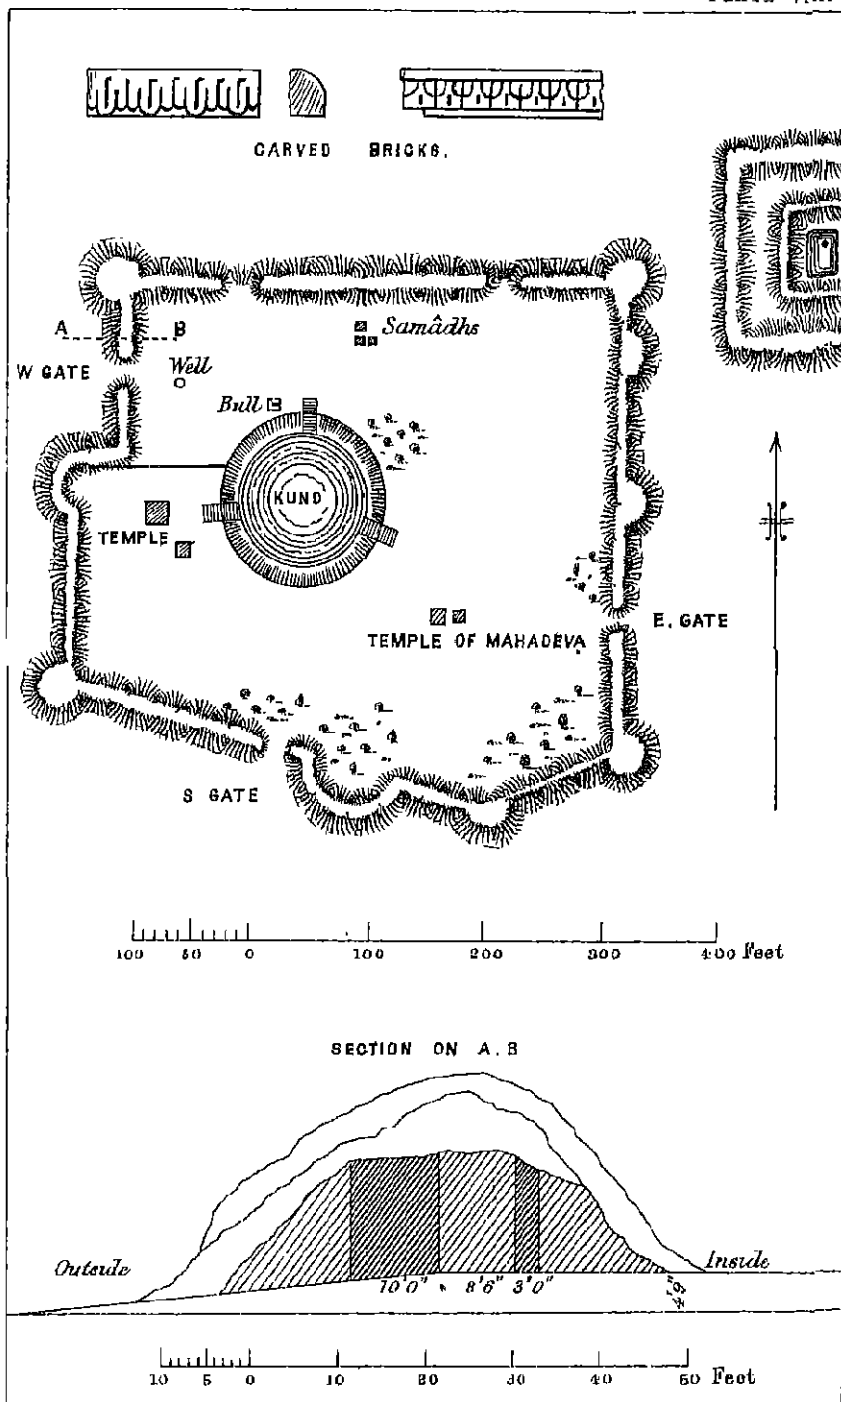 CARVED BRICKS.
A B
Samâdhs
W GATE
Well
Bull
KUND
TEMPLE
E. GATE
TEMPLE OF MAHADEVA
S GATE
100 50 0 100 200 300 400 Feet
SECTION ON A. B
Outside
Inside
10'0" 8'6" 3'0" 4'9"
10 5 0 10 20 30 40 50 Feet